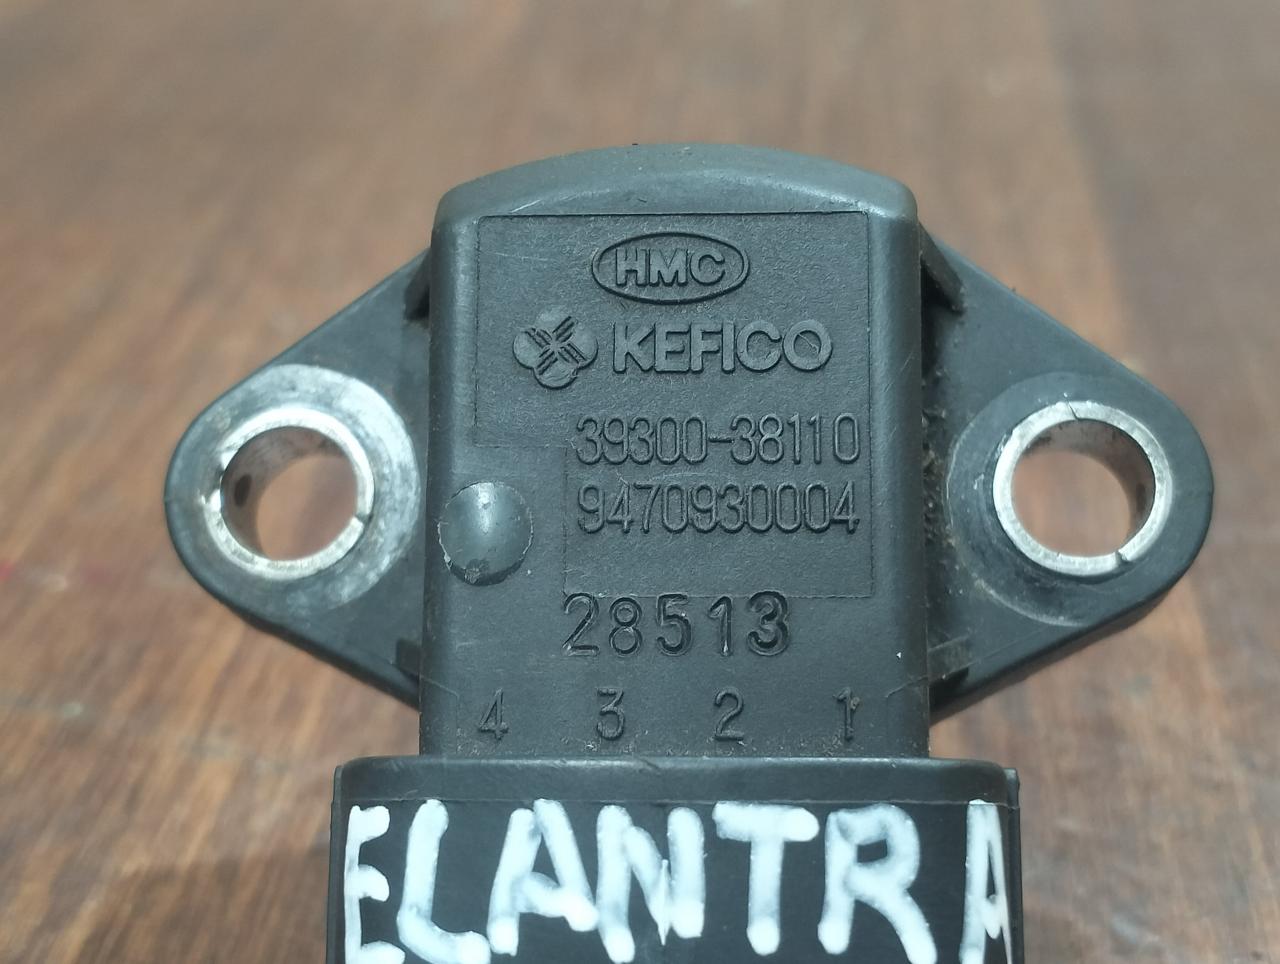 HMC
KEFICO
39300-38110
9470930004
28513
4 3 2 1
ELANTRA